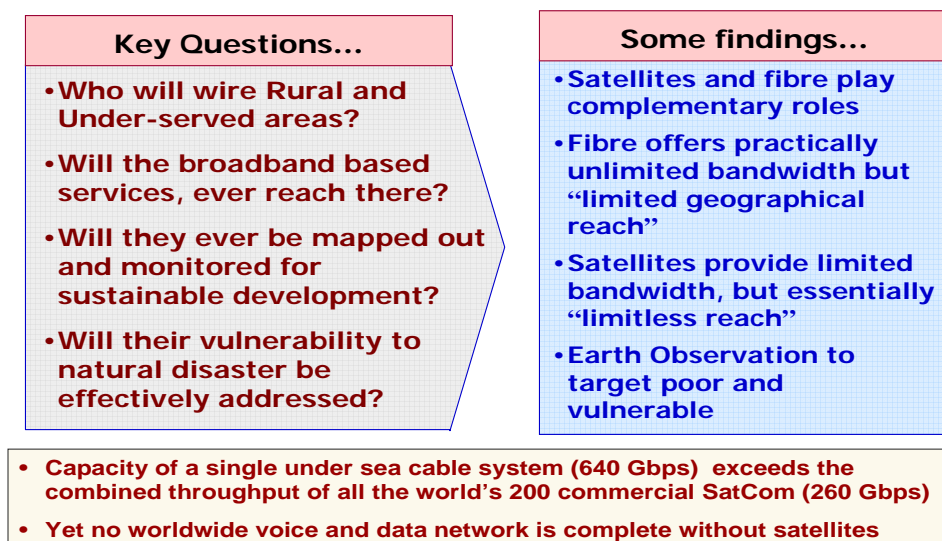 Key Questions...
•Who will wire Rural and
Under-served areas?
•Will the broadband based
services, ever reach there?
•Will they ever be mapped out
and monitored for
sustainable development?
•Will their vulnerability to
natural disaster be
effectively addressed?
Some findings...
•Satellites and fibre play
complementary roles
•Fibre offers practically
unlimited bandwidth but
“limited geographical
reach”
•Satellites provide limited
bandwidth, but essentially
“limitless reach”
•Earth Observation to
target poor and
vulnerable
• Capacity of a single under sea cable system (640 Gbps) exceeds the
combined throughput of all the world's 200 commercial SatCom (260 Gbps)
• Yet no worldwide voice and data network is complete without satellites